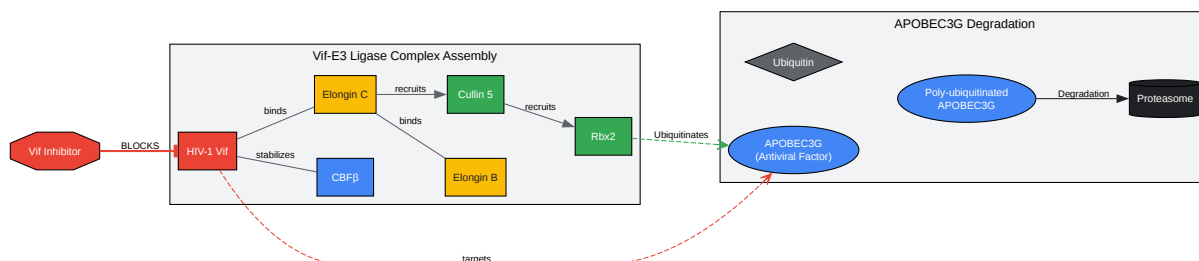 APOBEC3G Degradation
Vif-E3 Ligase Complex Assembly
Ubiquitin
Elongin C
recruits
Cullin 5
Poly-ubiquitinated
APOBEC3G
Degradation
Proteasome
binds
recruits
binds
Rbx2
Ubiquitinates
APOBEC3G
(Antiviral Factor)
Vif Inhibitor
BLOCKS
HIV-1 Vif
stabilizes
CBFβ
Elongin B
targets